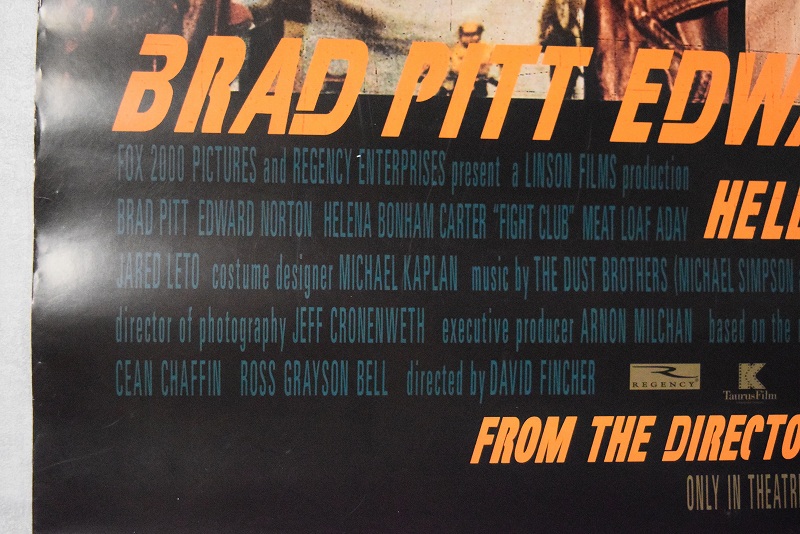 BRAD PITT EDWA
FOX 2000 PICTURES and REGENCY ENTERPRISES present a LINSON FILMS production
BRAD PITT EDWARD NORTON HELENA BONHAM CARTER "FIGHT CLUB" MEAT LOAF ADAY
HELE
JARED LETO costume designer MICHAEL KAPLAN music by THE DUST BROTHERS (MICHAEL SIMPSON
director of photography JEFF CRONENWETH executive producer ARNON MILCHAN based on the
CEAN CHAFFIN ROSS GRAYSON BELL directed by DAVID FINCHER
REGENCY
TaurusFilm
FROM THE DIRECTO
ONLY IN THEATR